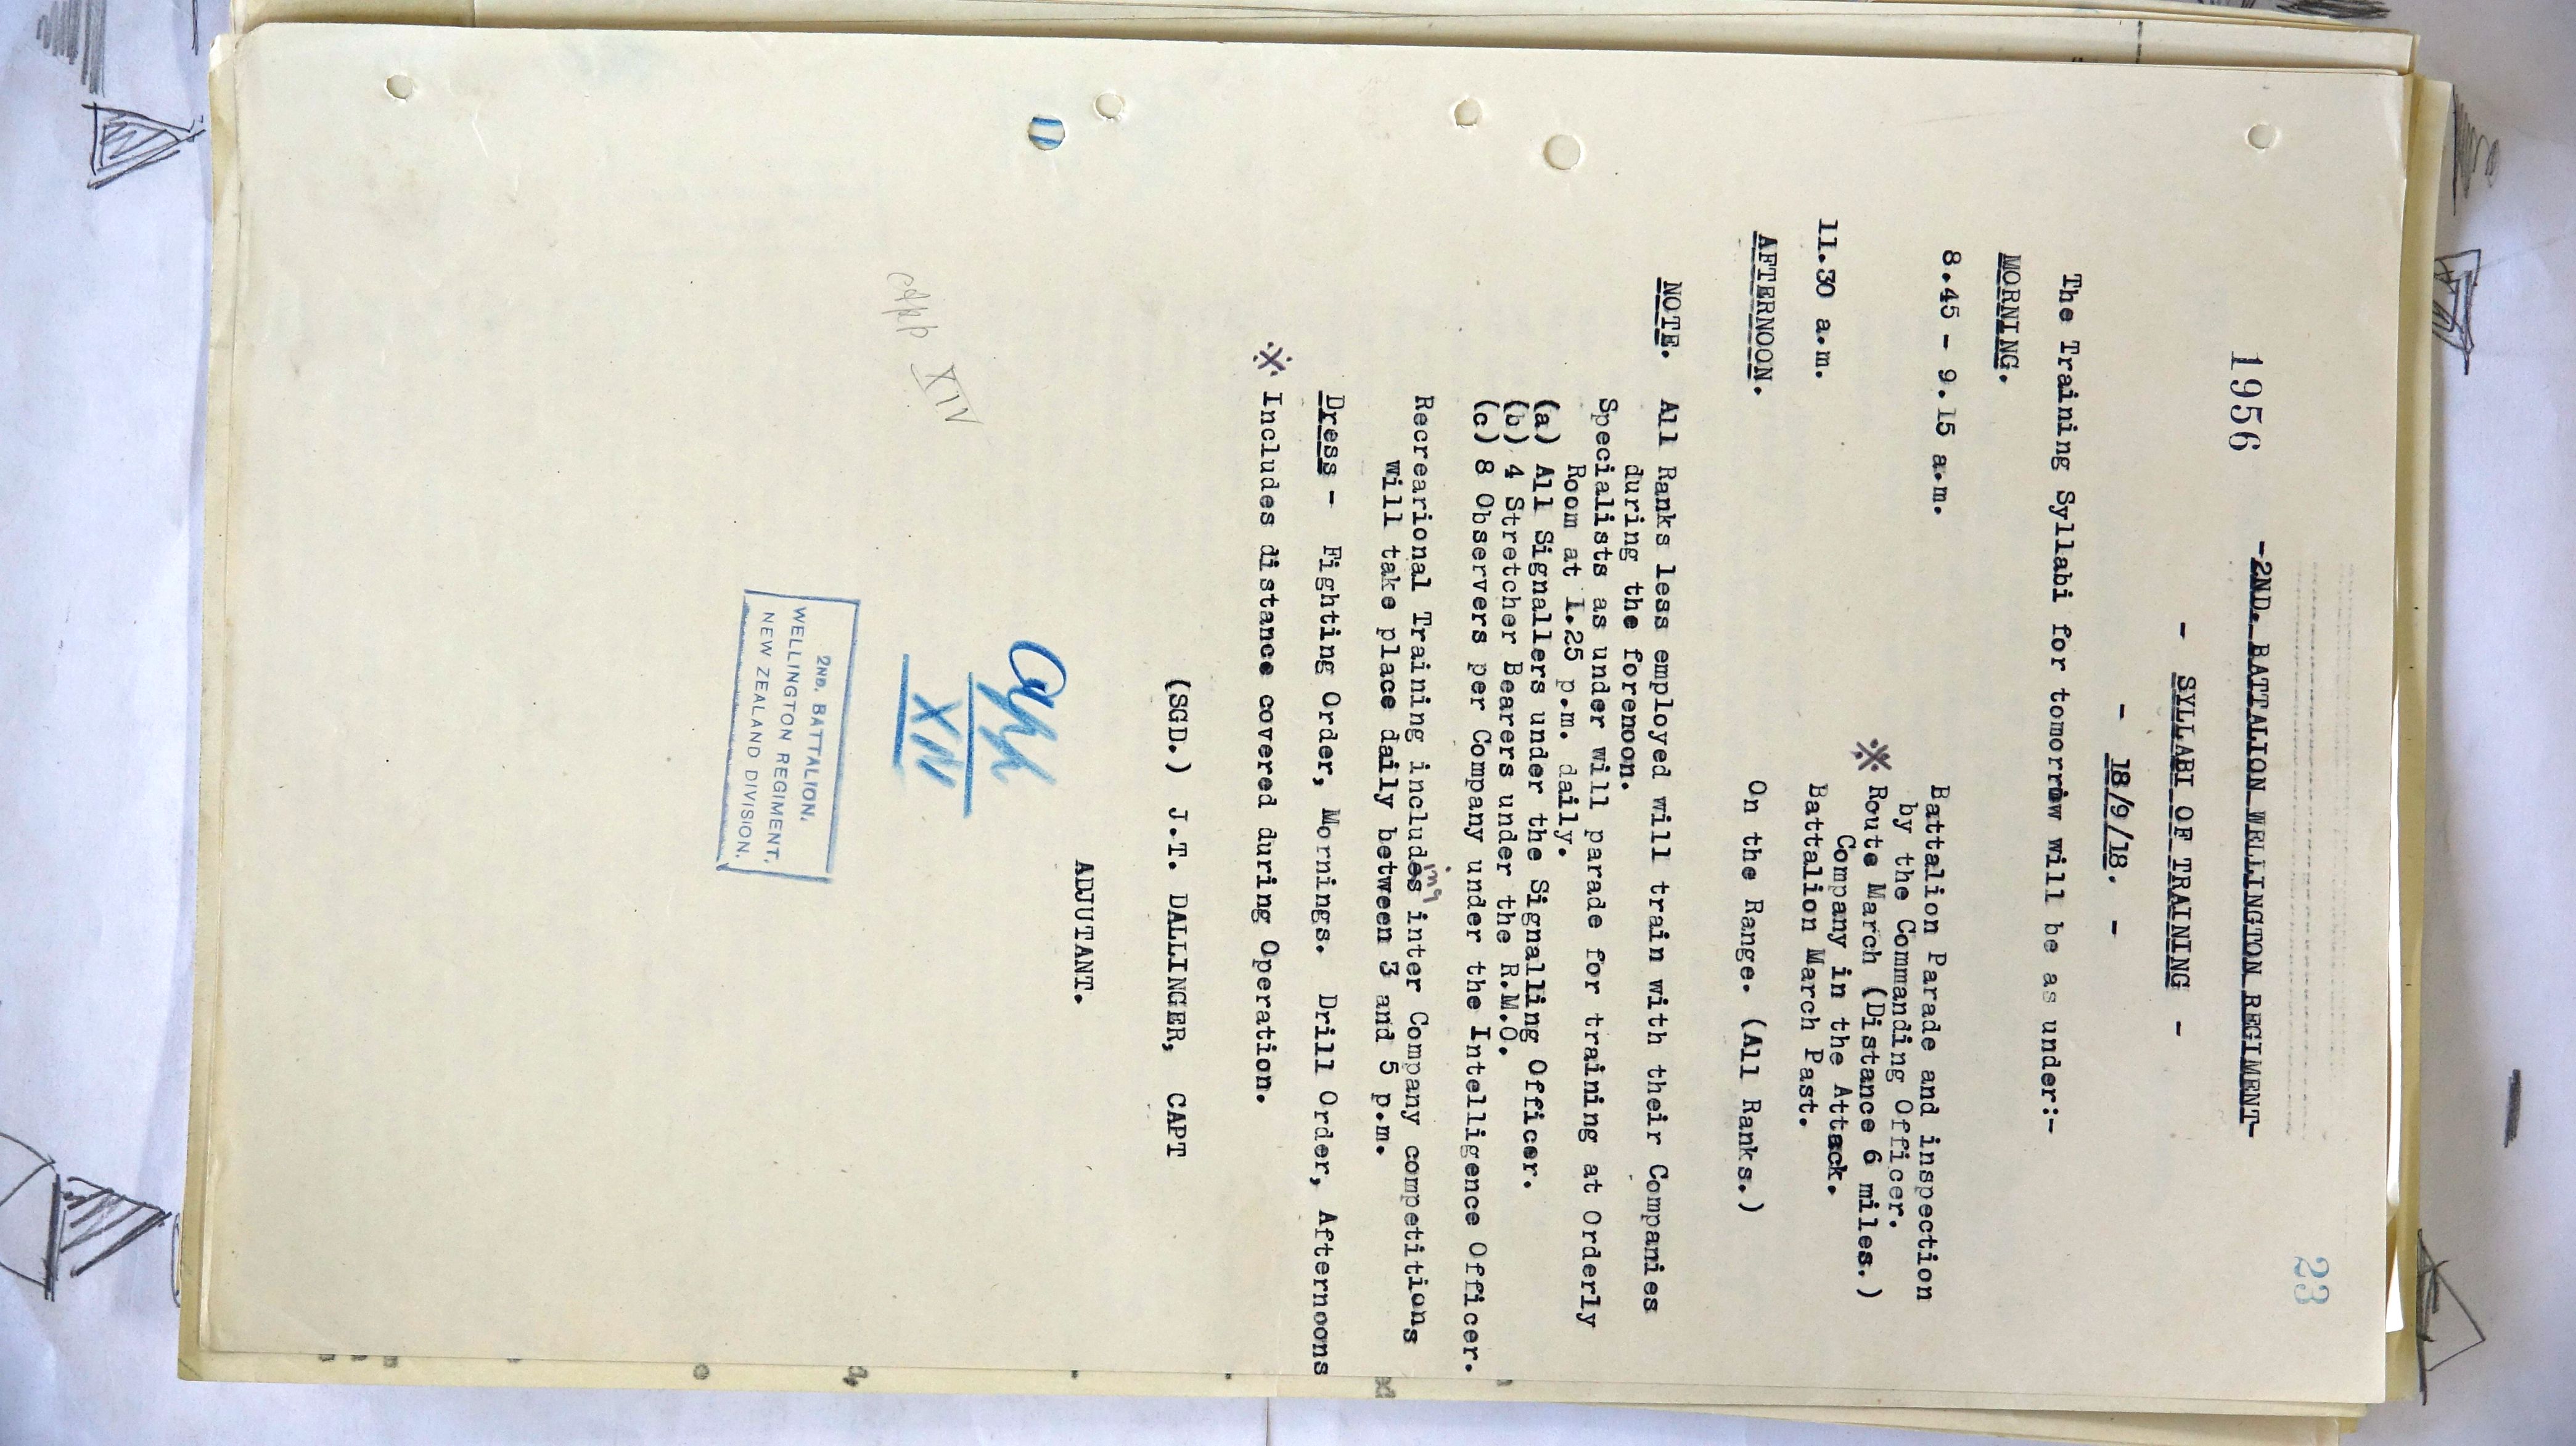 1956
23
-2ND. BATTALION WELLINGTON REGIMENT-
- SYLLABI OF TRAINING -
- 18/9/18. -
The Training Syllabi for tomorrow will be as under:-
MORNING.
8.45 - 9.15 a.m. Battalion Parade and inspection
by the Commanding Officer.
※ Route March (Distance 6 miles.)
Company in the Attack.
11.30 a.m. Battalion March Past.
AFTERNOON. On the Range. (All Ranks.)
NOTE. All Ranks less employed will train with their Companies
during the forenoon.
Specialists as under will parade for training at Orderly
Room at 1.25 p.m. daily.
(a) All Signallers under the Signalling Officer.
(b) 4 Stretcher Bearers under the R.M.O.
(c) 8 Observers per Company under the Intelligence Officer.
ing
Recrearional Training includes inter Company competitions
will take place daily between 3 and 5 p.m.
Dress - Fighting Order, Mornings. Drill Order, Afternoons
※ Includes distance covered during Operation.
(SGD.) J.T. DALLINGER, CAPT
ADJUTANT.
App
XII
App XIV
2ND. BATTALION,
WELLINGTON REGIMENT,
NEW ZEALAND DIVISION.